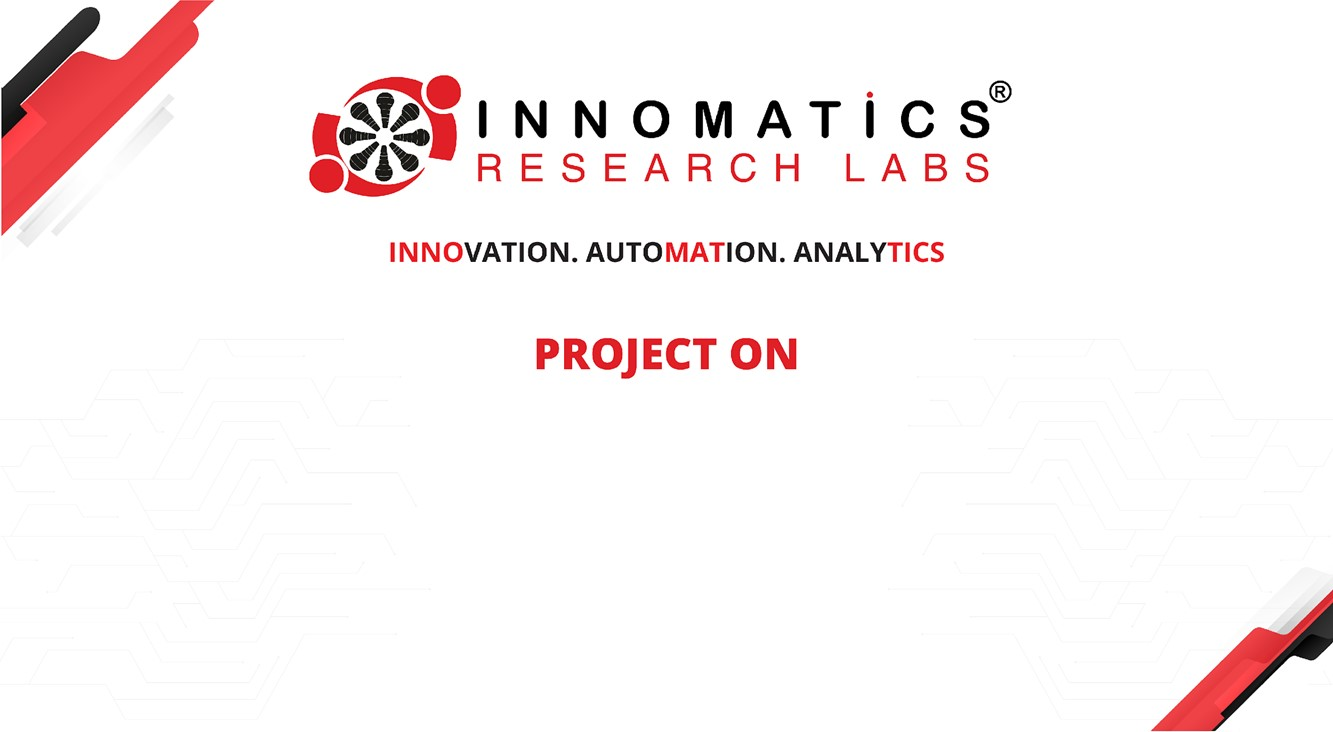 INNOMATICS®
RESEARCH LABS
INNOVATION. AUTOMATION. ANALYTICS
PROJECT ON